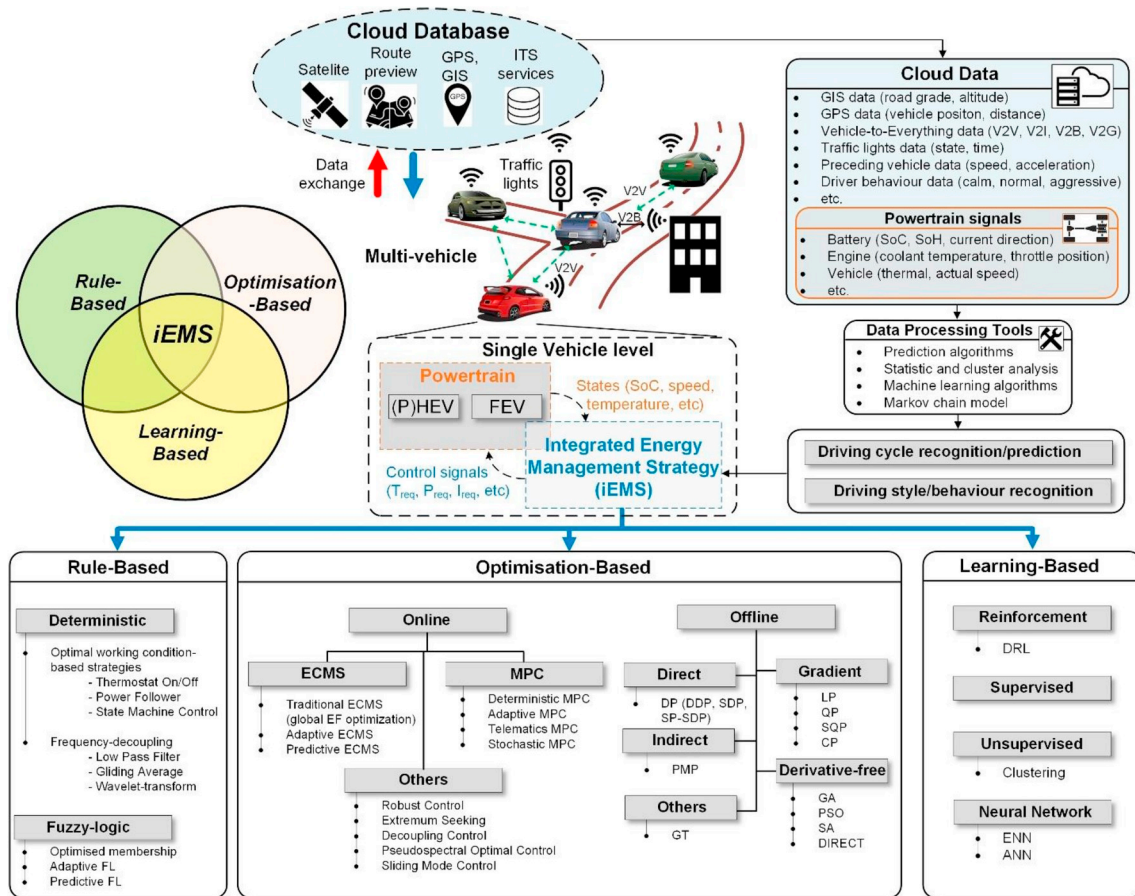 Cloud Database
Satelite
Route
preview
GPS,
GIS
GPS
ITS
services
Data
exchange
Traffic
lights
V2V
V2B
V2V
Multi-vehicle
Rule-
Based
Optimisation
-Based
iEMS
Learning-
Based
Cloud Data
• GIS data (road grade, altitude)
• GPS data (vehicle positon, distance)
• Vehicle-to-Everything data (V2V, V2I, V2B, V2G)
• Traffic lights data (state, time)
• Preceding vehicle data (speed, acceleration)
• Driver behaviour data (calm, normal, aggressive)
• etc.
Powertrain signals
• Battery (SoC, SoH, current direction)
• Engine (coolant temperature, throttle position)
• Vehicle (thermal, actual speed)
• etc.
Data Processing Tools
• Prediction algorithms
• Statistic and cluster analysis
• Machine learning algorithms
• Markov chain model
Driving cycle recognition/prediction
Driving style/behaviour recognition
Single Vehicle level
Powertrain
(P)HEV
FEV
States (SoC, speed,
temperature, etc)
Integrated Energy
Management Strategy
(iEMS)
Control signals
(Treq, Preq, Ireq, etc)
Rule-Based
Deterministic
• Optimal working condition-
based strategies
- Thermostat On/Off
- Power Follower
- State Machine Control
• Frequency-decoupling
- Low Pass Filter
- Gliding Average
- Wavelet-transform
Fuzzy-logic
• Optimised membership
• Adaptive FL
• Predictive FL
Optimisation-Based
Online
ECMS
• Traditional ECMS
(global EF optimization)
• Adaptive ECMS
• Predictive ECMS
MPC
• Deterministic MPC
• Adaptive MPC
• Telematics MPC
• Stochastic MPC
Others
• Robust Control
• Extremum Seeking
• Decoupling Control
• Pseudospectral Optimal Control
• Sliding Mode Control
Offline
Direct
• DP (DDP, SDP,
SP-SDP)
Indirect
• PMP
Others
• GT
Gradient
• LP
• QP
• SQP
• CP
Derivative-free
• GA
• PSO
• SA
• DIRECT
Learning-Based
Reinforcement
• DRL
Supervised
Unsupervised
• Clustering
Neural Network
• ENN
• ANN